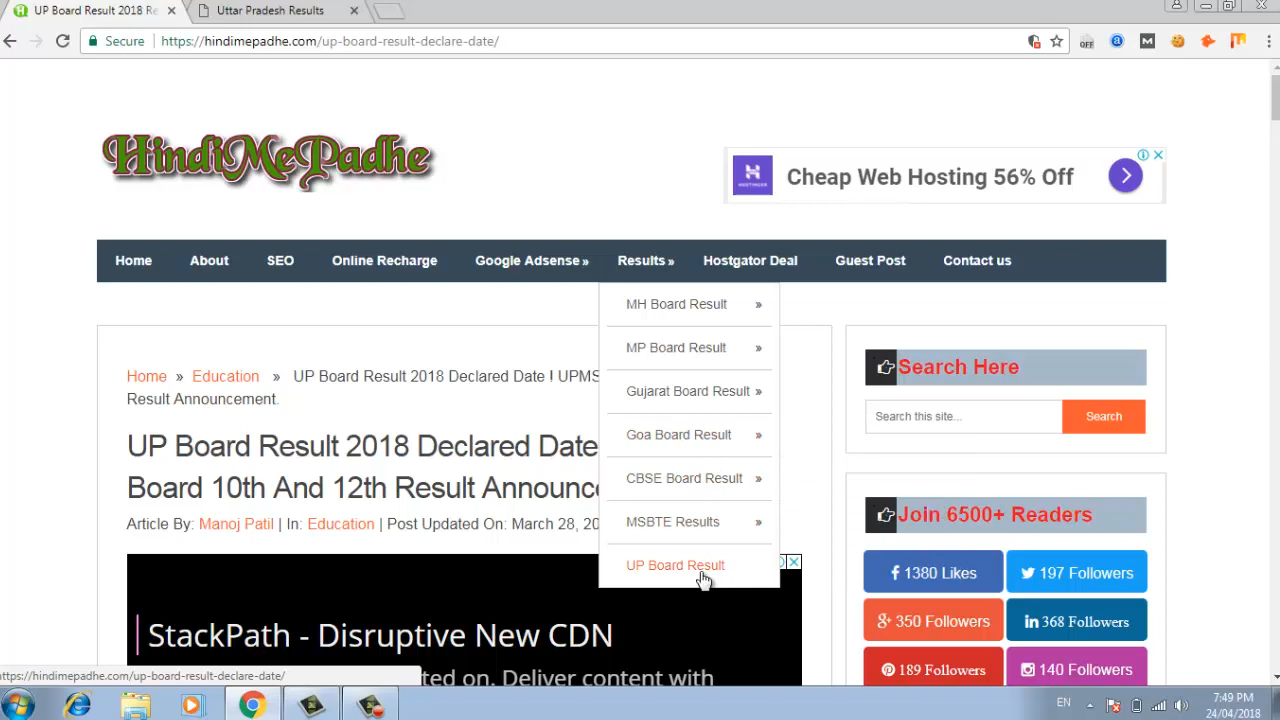 UP Board Result 2018 Re
Uttar Pradesh Results
Secure
https://hindimepadhe.com/up-board-result-declare-date/
OFF
HindiMePadhe
HOSTINGER
Cheap Web Hosting 56% Off
Home
About
SEO
Online Recharge
Google Adsense »
Results »
Hostgator Deal
Guest Post
Contact us
MH Board Result »
MP Board Result »
Gujarat Board Result »
Goa Board Result »
CBSE Board Result »
MSBTE Results »
UP Board Result
Home » Education » UP Board Result 2018 Declared Date I UPMS
Result Announcement.
UP Board Result 2018 Declared Date
Board 10th And 12th Result Announc
Article By: Manoj Patil | In: Education | Post Updated On: March 28, 20
StackPath - Disruptive New CDN
ted on. Deliver content with
Search Here
Search this site...
Search
Join 6500+ Readers
1380 Likes
197 Followers
350 Followers
368 Followers
189 Followers
140 Followers
https://hindimepadhe.com/up-board-result-declare-date/
EN
7:49 PM
24/04/2018